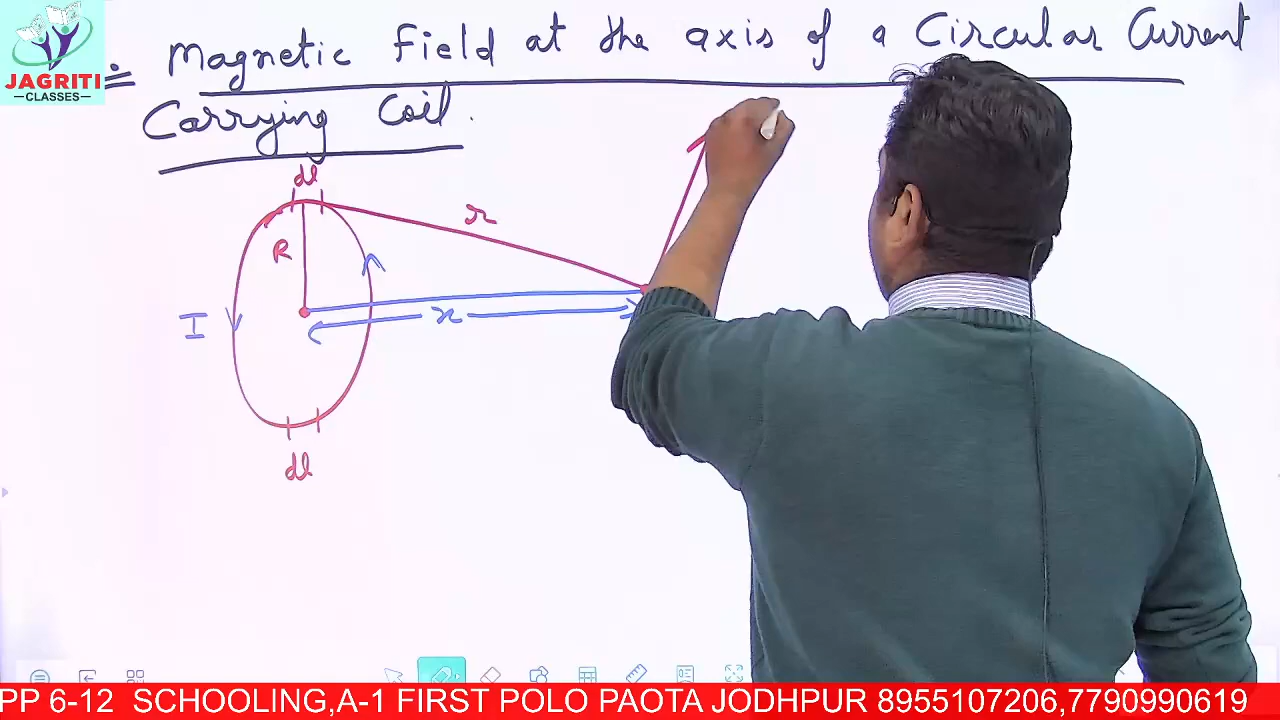 Magnetic field at the axis of a Circular Current
Carrying Coil.
JAGRITI
CLASSES
dl
r
R
I
x
dl
PP 6-12 SCHOOLING,A-1 FIRST POLO PAOTA JODHPUR 8955107206,7790990619